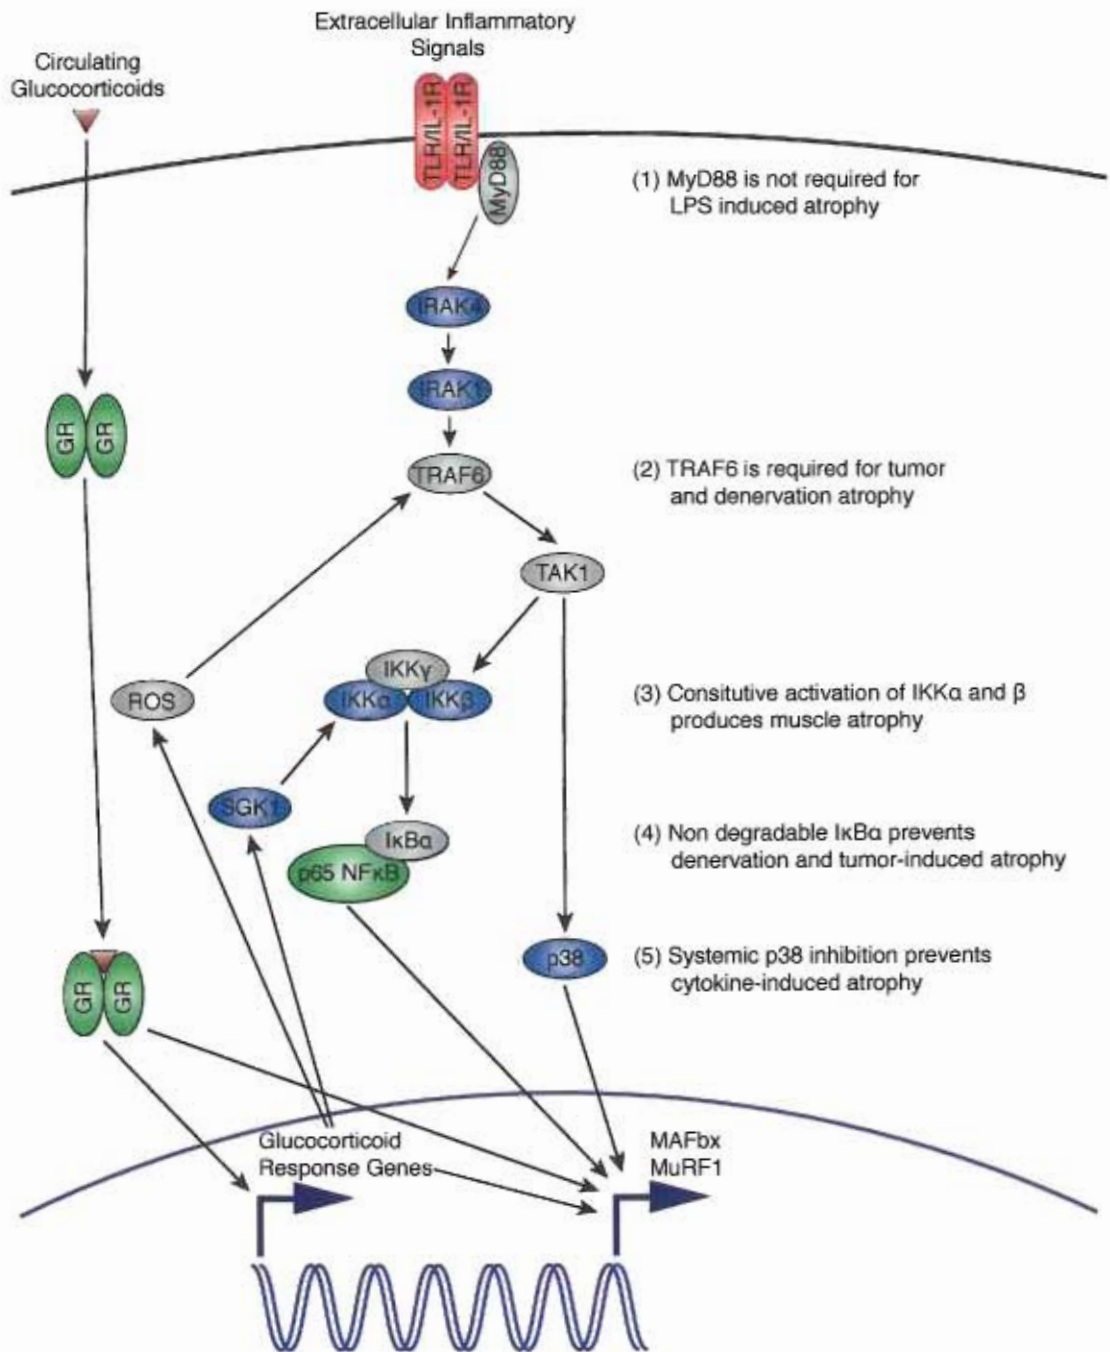 Extracellular Inflammatory
Signals
Circulating
Glucocorticoids
TLR/IL-1R
TLR/IL-1R
MyD88
(1) MyD88 is not required for
LPS induced atrophy
IRAK4
IRAK1
GR
GR
TRAF6
(2) TRAF6 is required for tumor
and denervation atrophy
TAK1
IKKγ
IKKα
IKKβ
ROS
(3) Consitutive activation of IKKα and β
produces muscle atrophy
SGK1
IκBα
p65 NFκB
(4) Non degradable IκBα prevents
denervation and tumor-induced atrophy
p38
(5) Systemic p38 inhibition prevents
cytokine-induced atrophy
GR
GR
Glucocorticoid
Response Genes
MAFbx
MuRF1